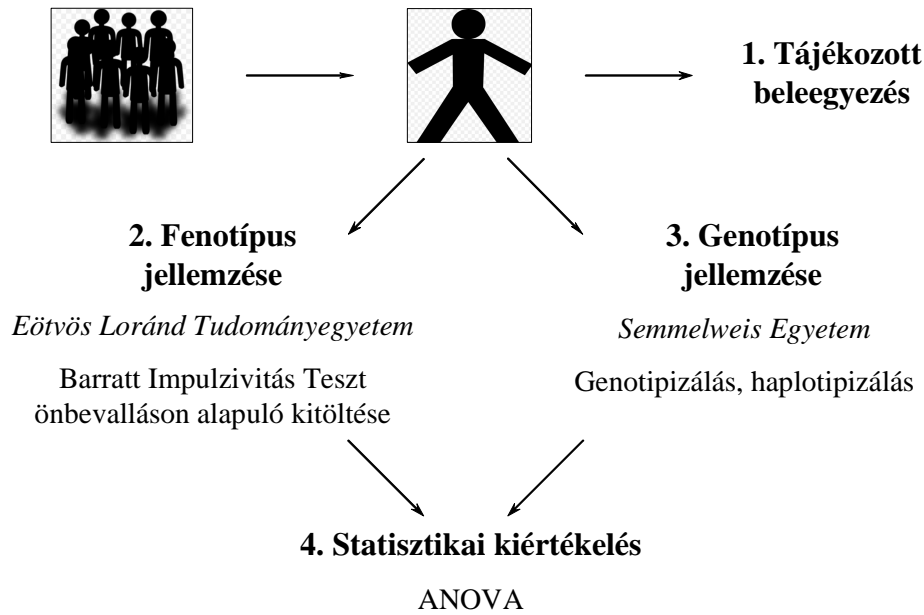 1. Tájékozott
beleegyezés
2. Fenotípus
jellemzése
Eötvös Loránd Tudományegyetem
Barratt Impulzivitás Teszt
önbevalláson alapuló kitöltése
3. Genotípus
jellemzése
Semmelweis Egyetem
Genotipizálás, haplotipizálás
4. Statisztikai kiértékelés
ANOVA